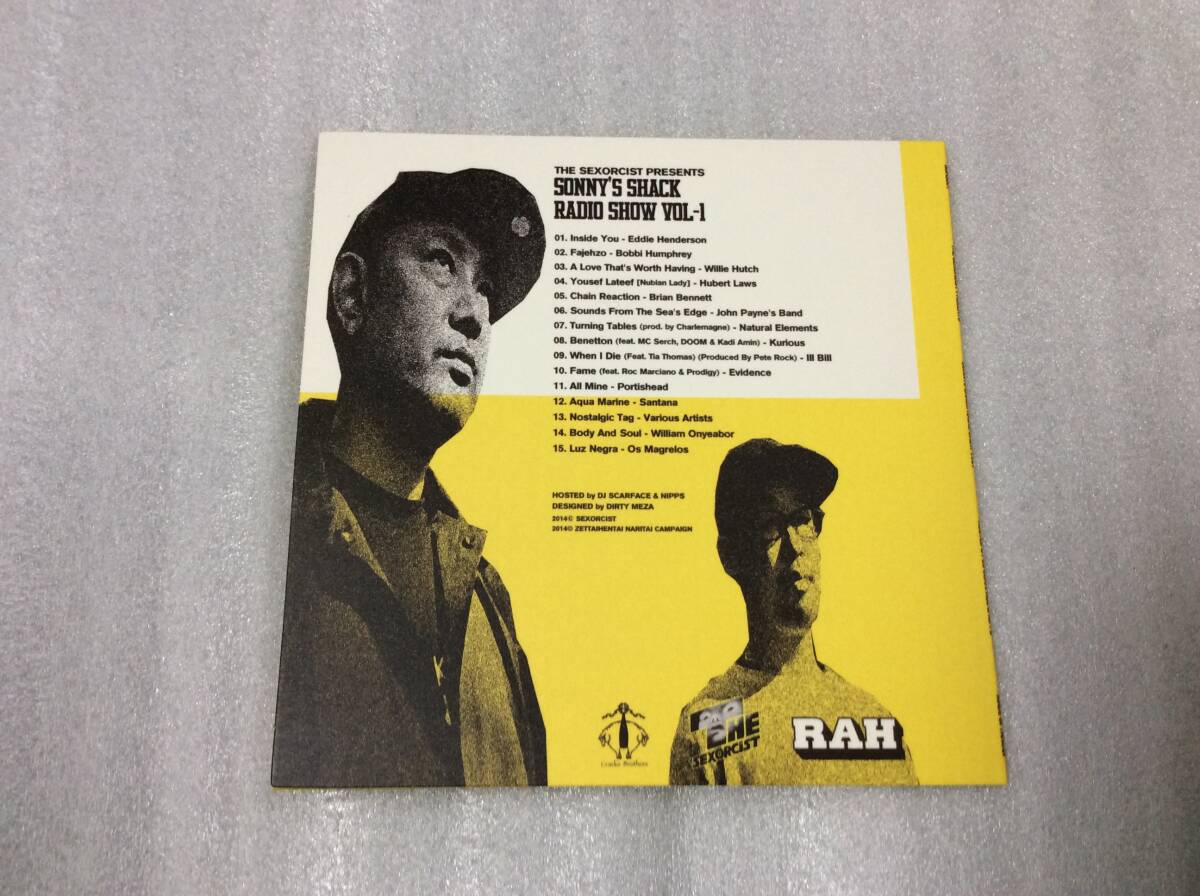 THE SEXORCIST PRESENTS
SONNY'S SHACK
RADIO SHOW VOL-1
01. Inside You - Eddie Henderson
02. Fajehzo - Bobbi Humphrey
03. A Love That's Worth Having - Willie Hutch
04. Yousef Lateef [Nubian Lady] - Hubert Laws
05. Chain Reaction - Brian Bennett
06. Sounds From The Sea's Edge - John Payne's Band
07. Turning Tables (prod. by Charlemagne) - Natural Elements
08. Benetton (feat. MC Serch, DOOM & Kadi Amin) - Kurious
09. When I Die (Feat. Tia Thomas) (Produced By Pete Rock) - Ill Bill
10. Fame (feat. Roc Marciano & Prodigy) - Evidence
11. All Mine - Portishead
12. Aqua Marine - Santana
13. Nostalgic Tag - Various Artists
14. Body And Soul - William Onyeabor
15. Luz Negra - Os Magrelos
HOSTED by DJ SCARFACE & NIPPS
DESIGNED by DIRTY MEZA
2014© SEXORCIST
2014© ZETTAIHENTAI NARITAI CAMPAIGN
Brothers
THE
SEXORCIST
RAH